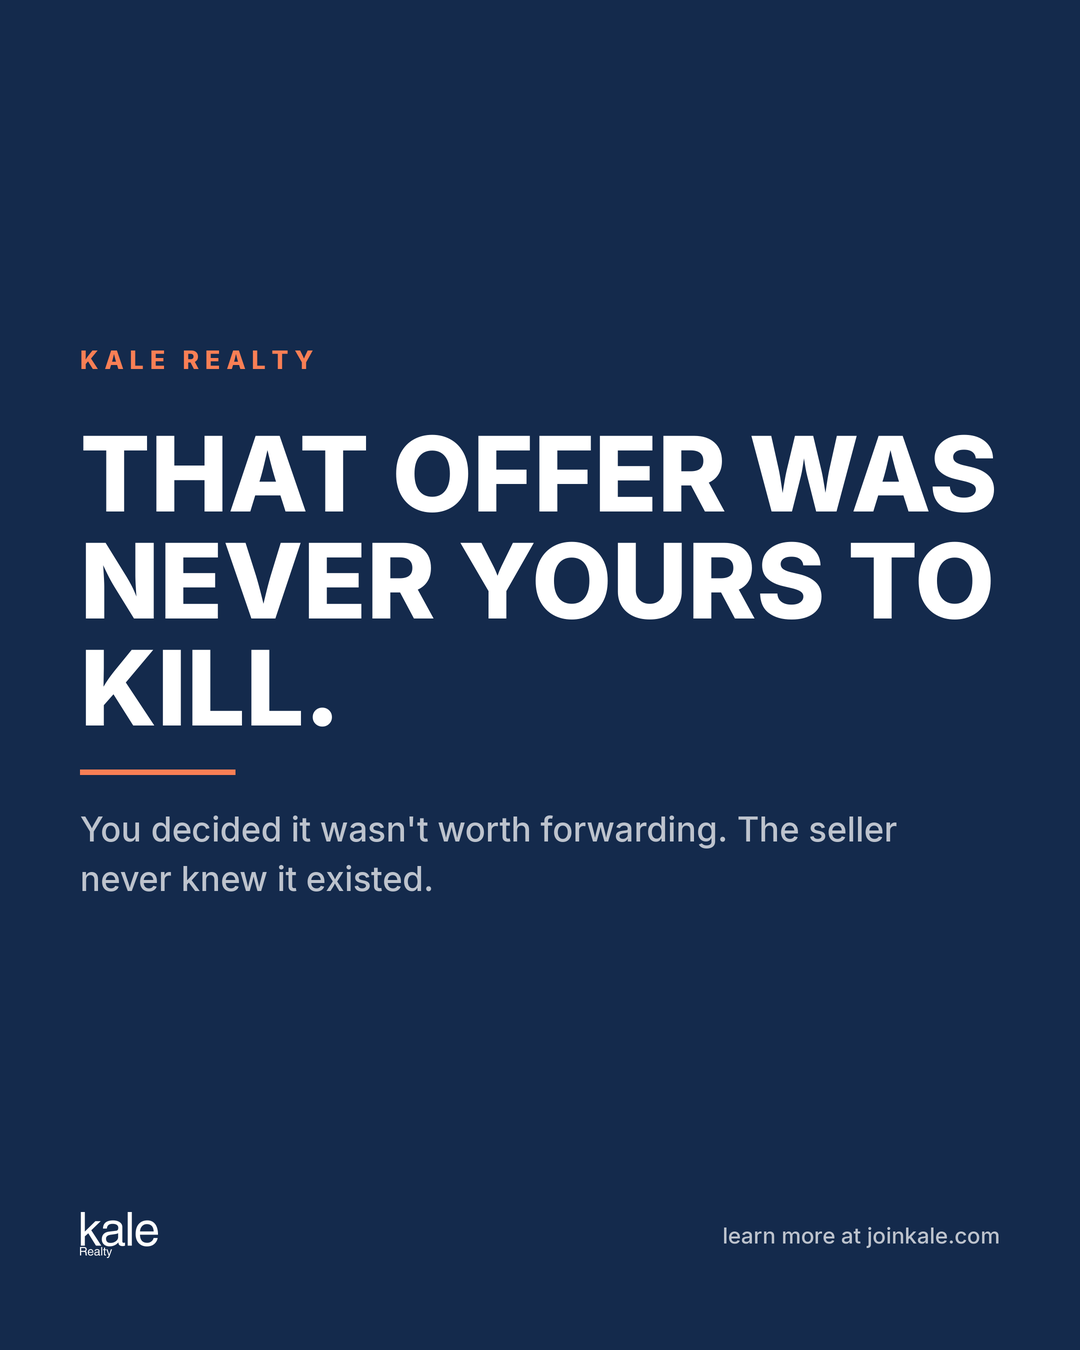 KALE REALTY
THAT OFFER WAS
NEVER YOURS TO
KILL.
You decided it wasn't worth forwarding. The seller
never knew it existed.
kale
Realty
learn more at joinkale.com